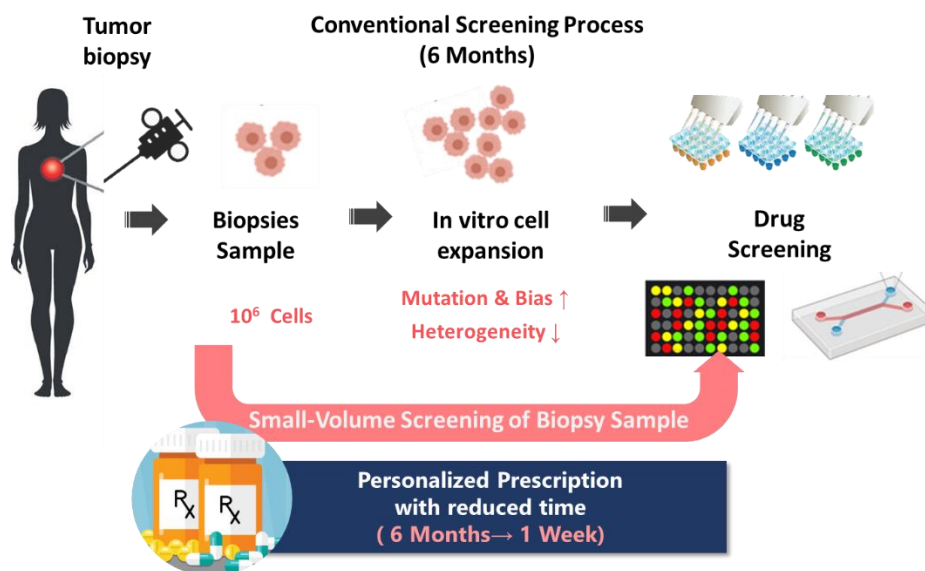 Tumor
biopsy
Conventional Screening Process
(6 Months)
Biopsies
Sample
In vitro cell
expansion
Drug
Screening
10⁶ Cells
Mutation & Bias ↑
Heterogeneity ↓
Small-Volume Screening of Biopsy Sample
Rx
Rx
Personalized Prescription
with reduced time
( 6 Months→ 1 Week)